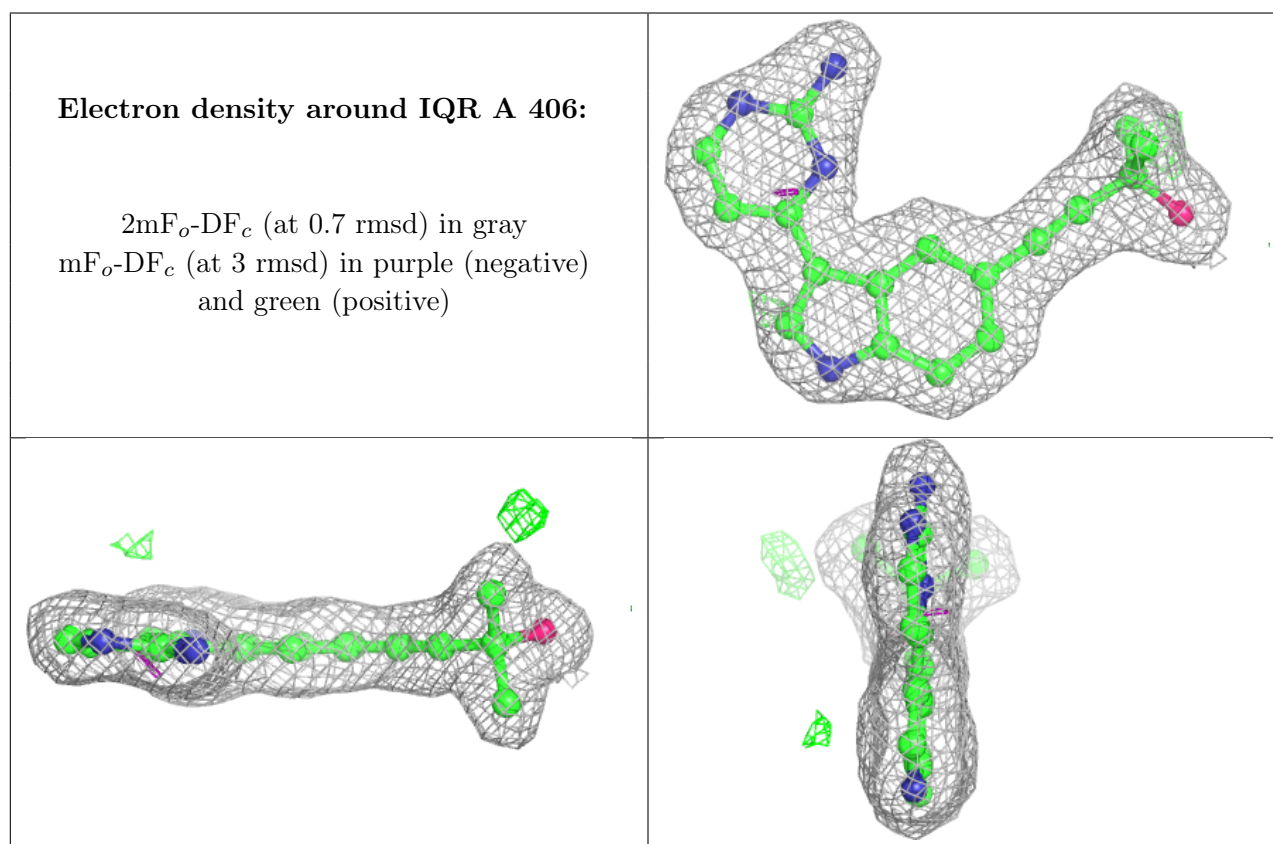 Electron density around IQR A 406:
2mFo-DFc (at 0.7 rmsd) in gray
mFo-DFc (at 3 rmsd) in purple (negative)
and green (positive)